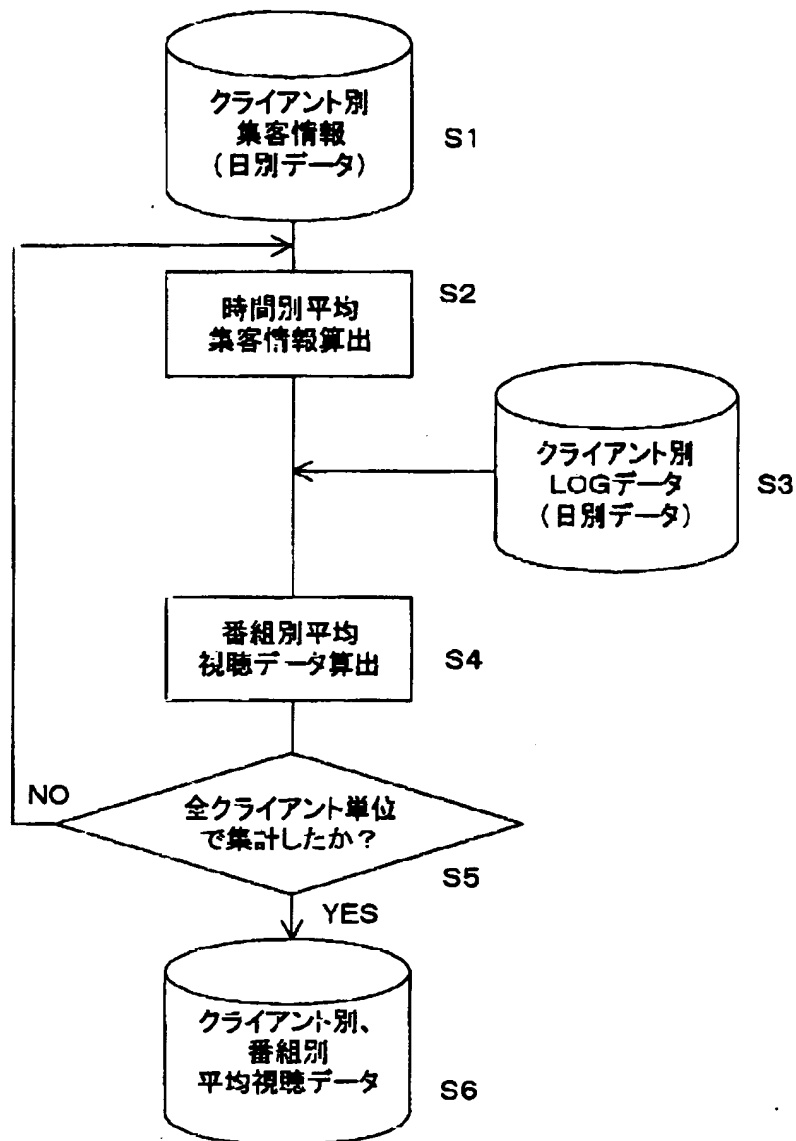 クライアント別
集客情報
(日別データ)
S1
時間別平均
集客情報算出
S2
クライアント別
LOGデータ
(日別データ)
S3
番組別平均
視聴データ算出
S4
NO
全クライアント単位
で集計したか?
S5
YES
クライアント別、
番組別
平均視聴データ
S6